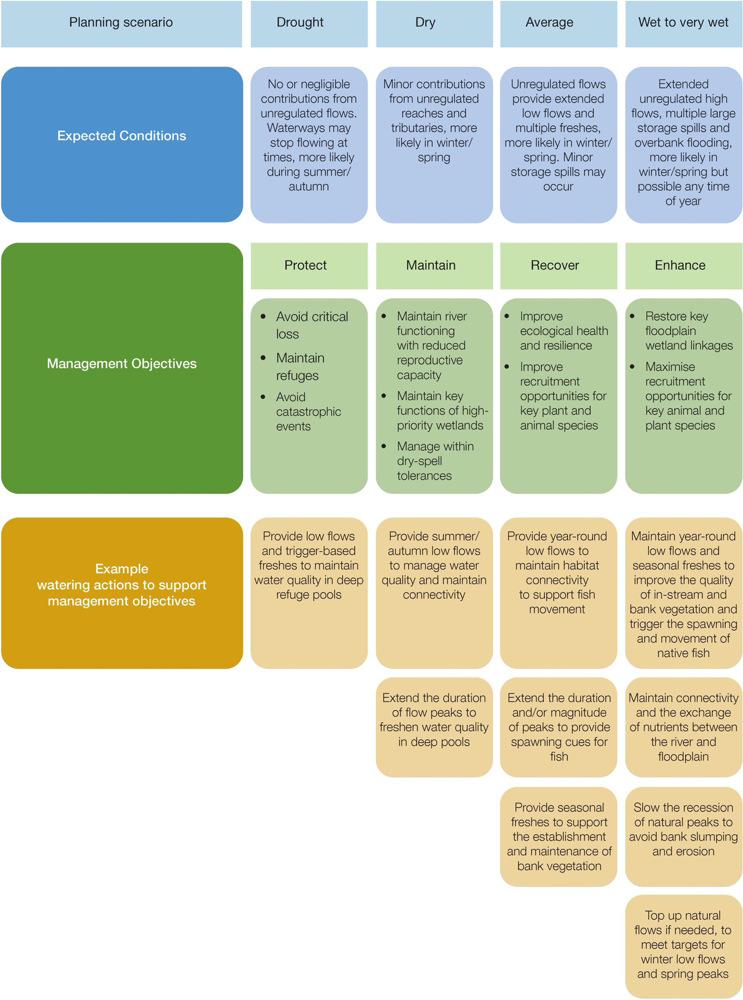 Planning scenario
Drought
Dry
Average
Wet to very wet
Expected Conditions
No or negligible
contributions from
unregulated flows.
Waterways may
stop flowing at
times, more likely
during summer/
autumn
Minor contributions
from unregulated
reaches and
tributaries, more
likely in winter/
spring
Unregulated flows
provide extended
low flows and
multiple freshes,
more likely in winter/
spring. Minor
storage spills may
occur
Extended
unregulated high
flows, multiple large
storage spills and
overbank flooding,
more likely in
winter/spring but
possible any time
of year
Management Objectives
Protect
Maintain
Recover
Enhance
• Avoid critical
loss
• Maintain
refuges
• Avoid
catastrophic
events
• Maintain river
functioning
with reduced
reproductive
capacity
• Maintain key
functions of high-
priority wetlands
• Manage within
dry-spell
tolerances
• Improve
ecological health
and resilience
• Improve
recruitment
opportunities for
key plant and
animal species
• Restore key
floodplain
wetland linkages
• Maximise
recruitment
opportunities for
key animal and
plant species
Example
watering actions to support
management objectives
Provide low flows
and trigger-based
freshes to maintain
water quality in deep
refuge pools
Provide summer/
autumn low flows
to manage water
quality and maintain
connectivity
Provide year-round
low flows to
maintain habitat
connectivity
to support fish
movement
Maintain year-round
low flows and
seasonal freshes to
improve the quality
of in-stream and
bank vegetation and
trigger the spawning
and movement of
native fish
Extend the duration
of flow peaks to
freshen water quality
in deep pools
Extend the duration
and/or magnitude
of peaks to provide
spawning cues for
fish
Maintain connectivity
and the exchange
of nutrients between
the river and
floodplain
Provide seasonal
freshes to support
the establishment
and maintenance of
bank vegetation
Slow the recession
of natural peaks to
avoid bank slumping
and erosion
Top up natural
flows if needed, to
meet targets for
winter low flows
and spring peaks